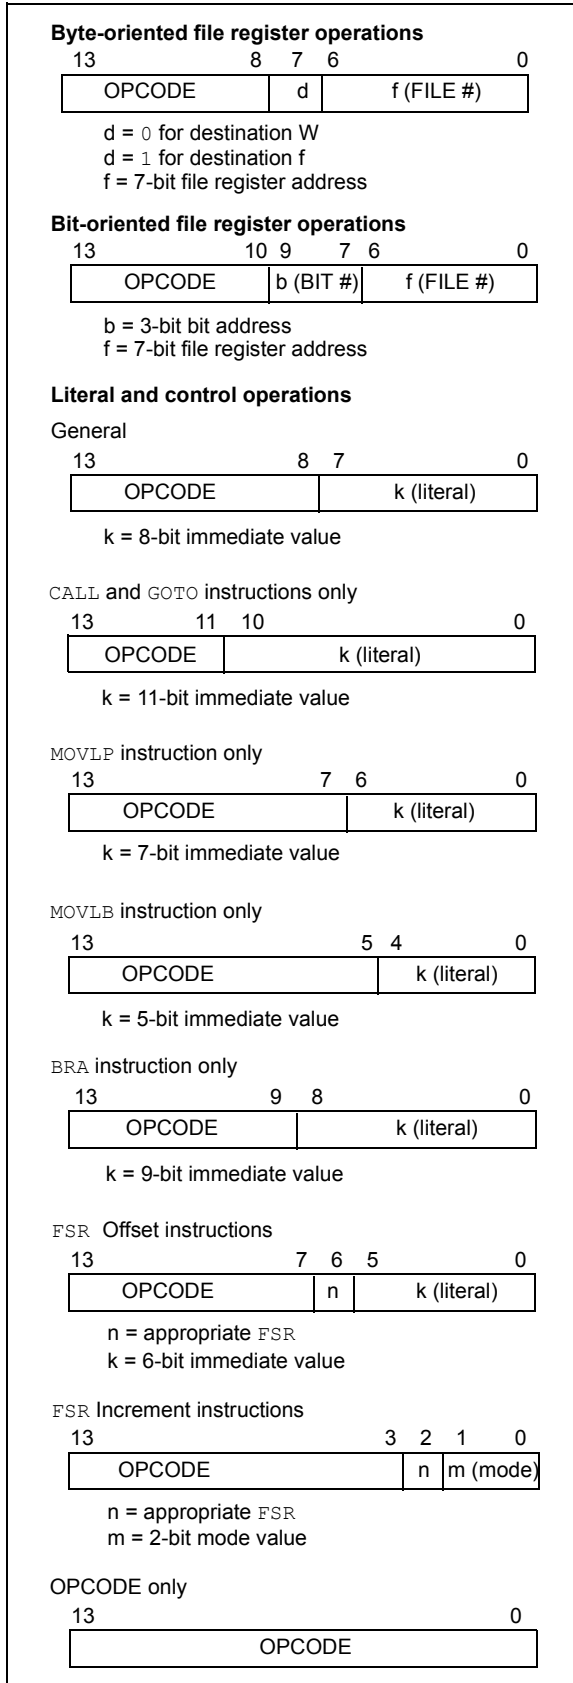 Byte-oriented file register operations
13 8 7 6 0
OPCODE d f (FILE #)
d = 0 for destination W
d = 1 for destination f
f = 7-bit file register address
Bit-oriented file register operations
13 10 9 7 6 0
OPCODE b (BIT #) f (FILE #)
b = 3-bit bit address
f = 7-bit file register address
Literal and control operations
General
13 8 7 0
OPCODE k (literal)
k = 8-bit immediate value
CALL and GOTO instructions only
13 11 10 0
OPCODE k (literal)
k = 11-bit immediate value
MOVLP instruction only
13 7 6 0
OPCODE k (literal)
k = 7-bit immediate value
MOVLB instruction only
13 5 4 0
OPCODE k (literal)
k = 5-bit immediate value
BRA instruction only
13 9 8 0
OPCODE k (literal)
k = 9-bit immediate value
FSR Offset instructions
13 7 6 5 0
OPCODE n k (literal)
n = appropriate FSR
k = 6-bit immediate value
FSR Increment instructions
13 3 2 1 0
OPCODE n m (mode)
n = appropriate FSR
m = 2-bit mode value
OPCODE only
13 0
OPCODE